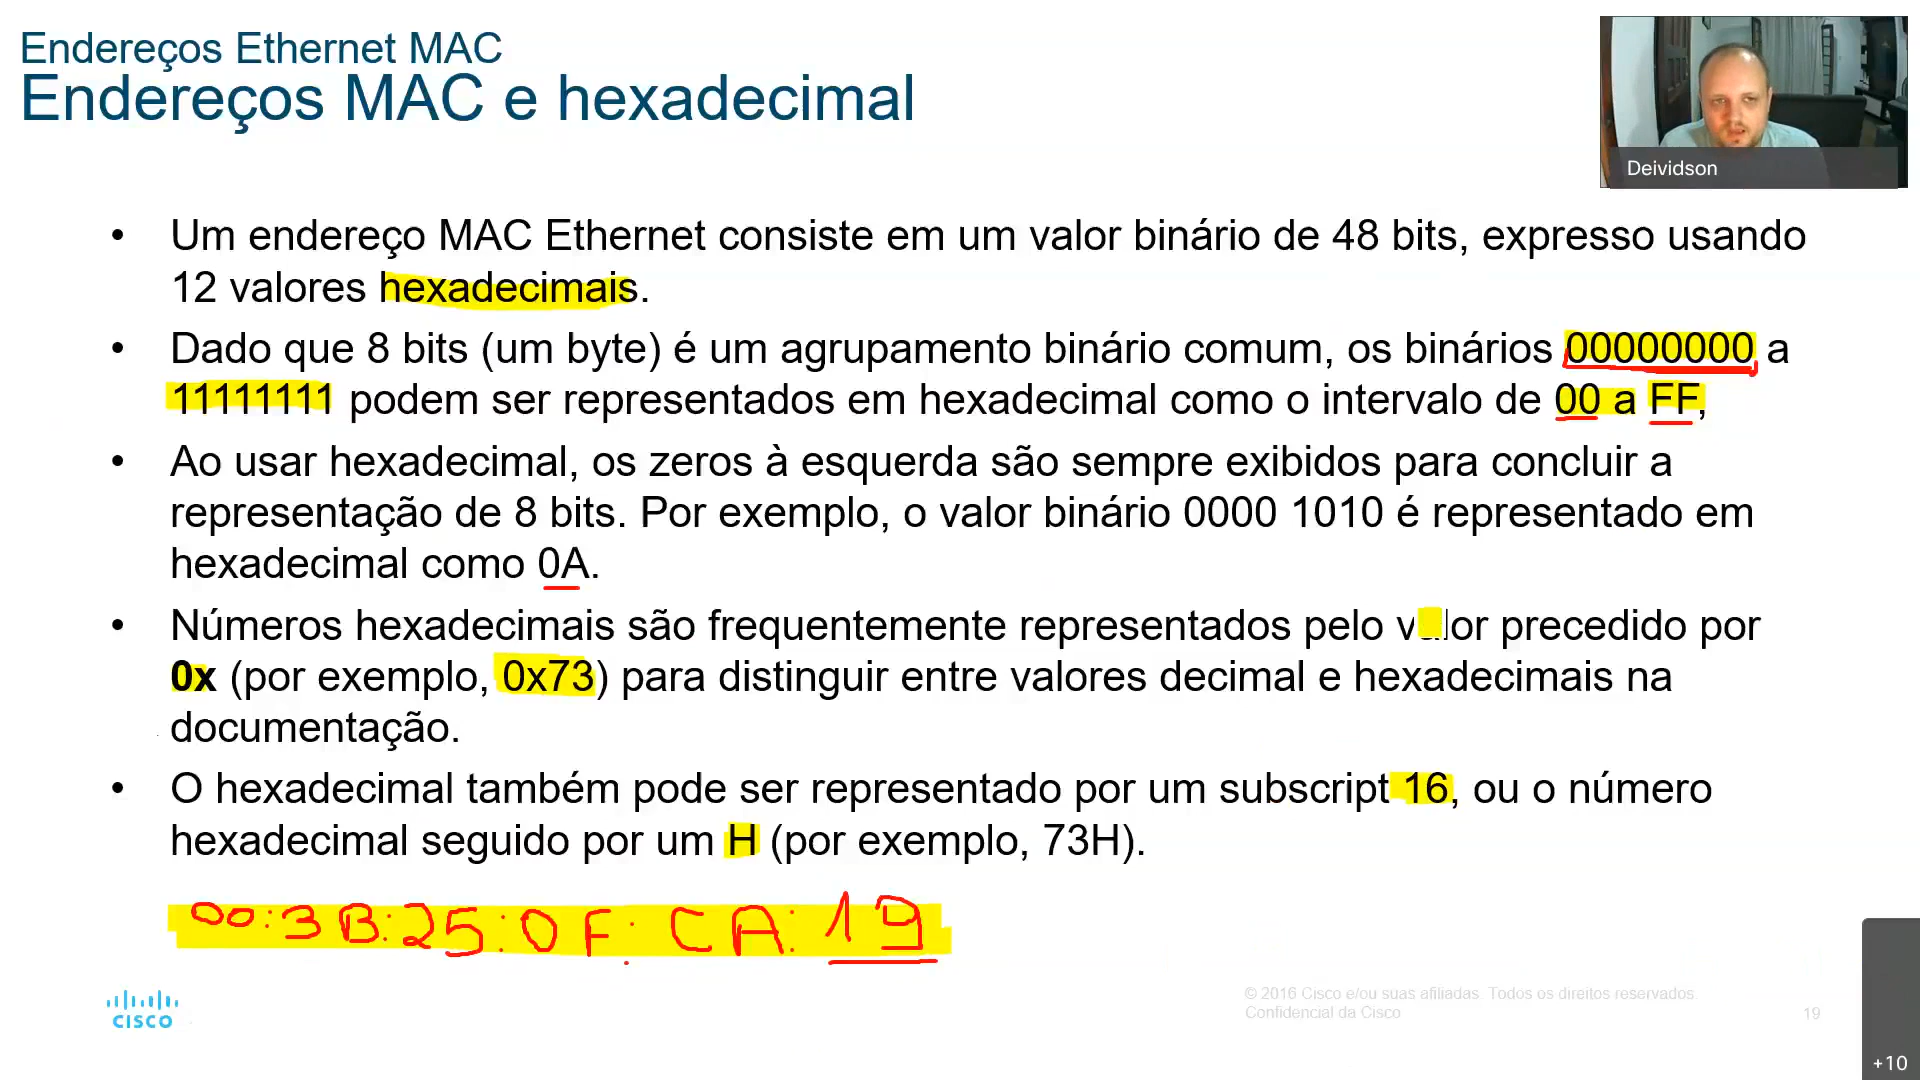 Endereços Ethernet MAC
Endereços MAC e hexadecimal
Deividson
• Um endereço MAC Ethernet consiste em um valor binário de 48 bits, expresso usando
12 valores hexadecimais.
• Dado que 8 bits (um byte) é um agrupamento binário comum, os binários 00000000 a
11111111 podem ser representados em hexadecimal como o intervalo de 00 a FF,
• Ao usar hexadecimal, os zeros à esquerda são sempre exibidos para concluir a
representação de 8 bits. Por exemplo, o valor binário 0000 1010 é representado em
hexadecimal como 0A.
• Números hexadecimais são frequentemente representados pelo valor precedido por
0x (por exemplo, 0x73) para distinguir entre valores decimal e hexadecimais na
documentação.
• O hexadecimal também pode ser representado por um subscript 16, ou o número
hexadecimal seguido por um H (por exemplo, 73H).
00:3B:25:0F:CA:19
CISCO
© 2016 Cisco e/ou suas afiliadas. Todos os direitos reservados.
Confidencial da Cisco
19
+10